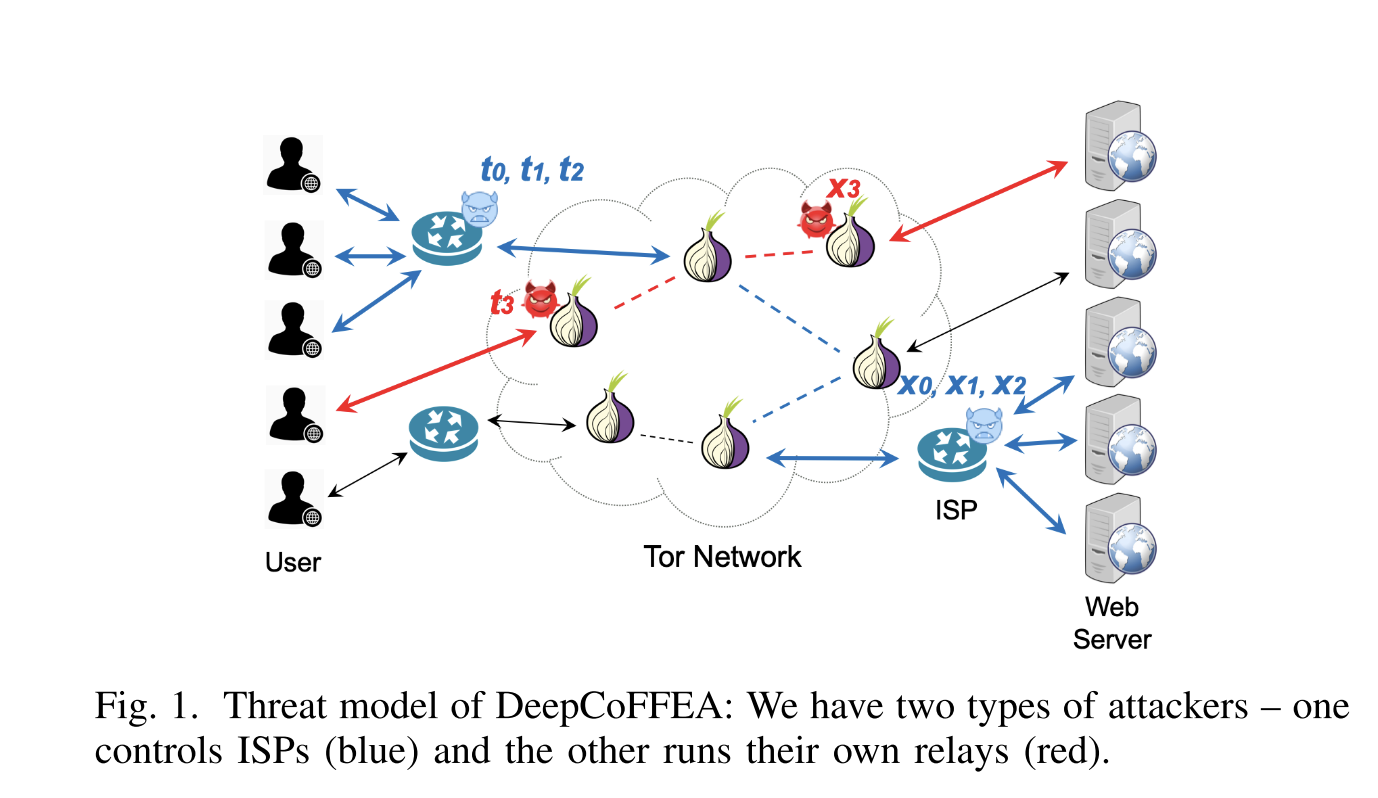 t0, t1, t2
x3
t3
x0, x1, x2
ISP
User
Tor Network
Web
Server
Fig. 1. Threat model of DeepCoFFEA: We have two types of attackers – one
controls ISPs (blue) and the other runs their own relays (red).